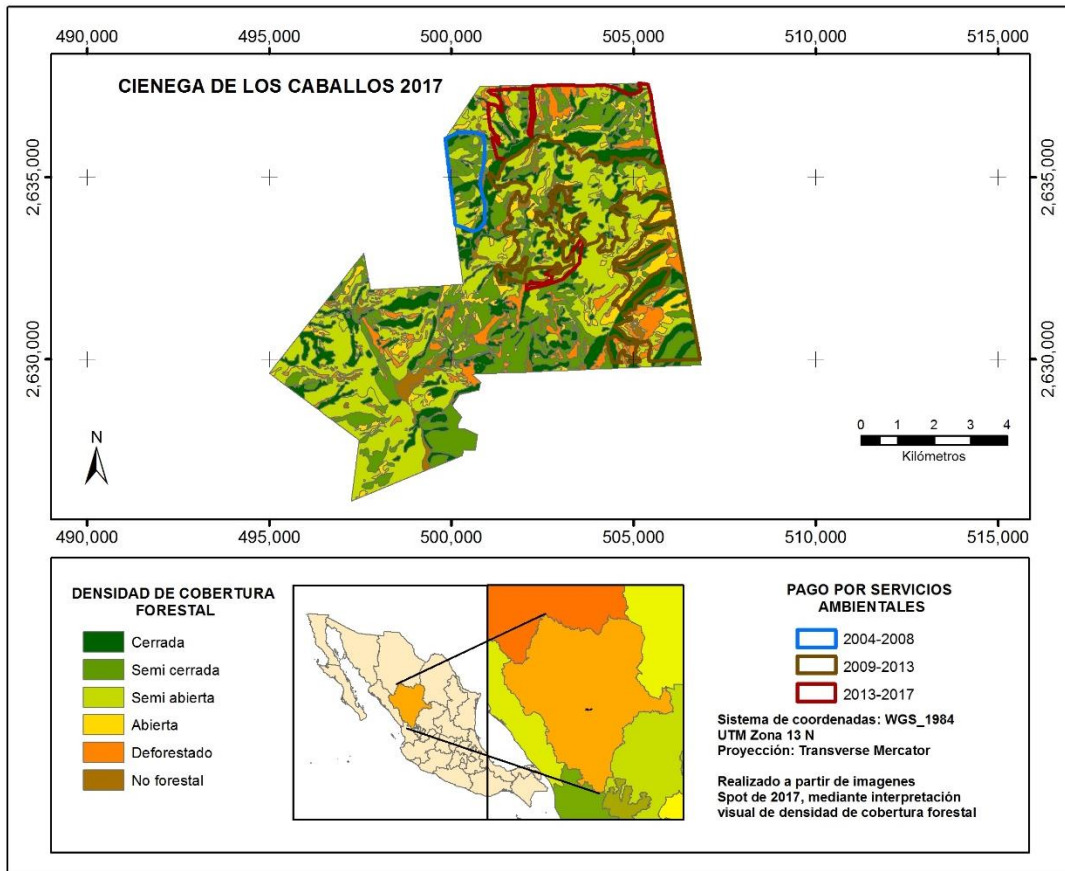 490,000 495,000 500,000 505,000 510,000 515,000
CIENEGA DE LOS CABALLOS 2017
2,635,000 2,635,000
2,630,000 2,630,000
N
0 1 2 3 4
Kilómetros
490,000 495,000 500,000 505,000 510,000 515,000
DENSIDAD DE COBERTURA
FORESTAL
Cerrada
Semi cerrada
Semi abierta
Abierta
Deforestado
No forestal
PAGO POR SERVICIOS
AMBIENTALES
2004-2008
2009-2013
2013-2017
Sistema de coordenadas: WGS_1984
UTM Zona 13 N
Proyección: Transverse Mercator
Realizado a partir de imagenes
Spot de 2017, mediante interpretación
visual de densidad de cobertura forestal